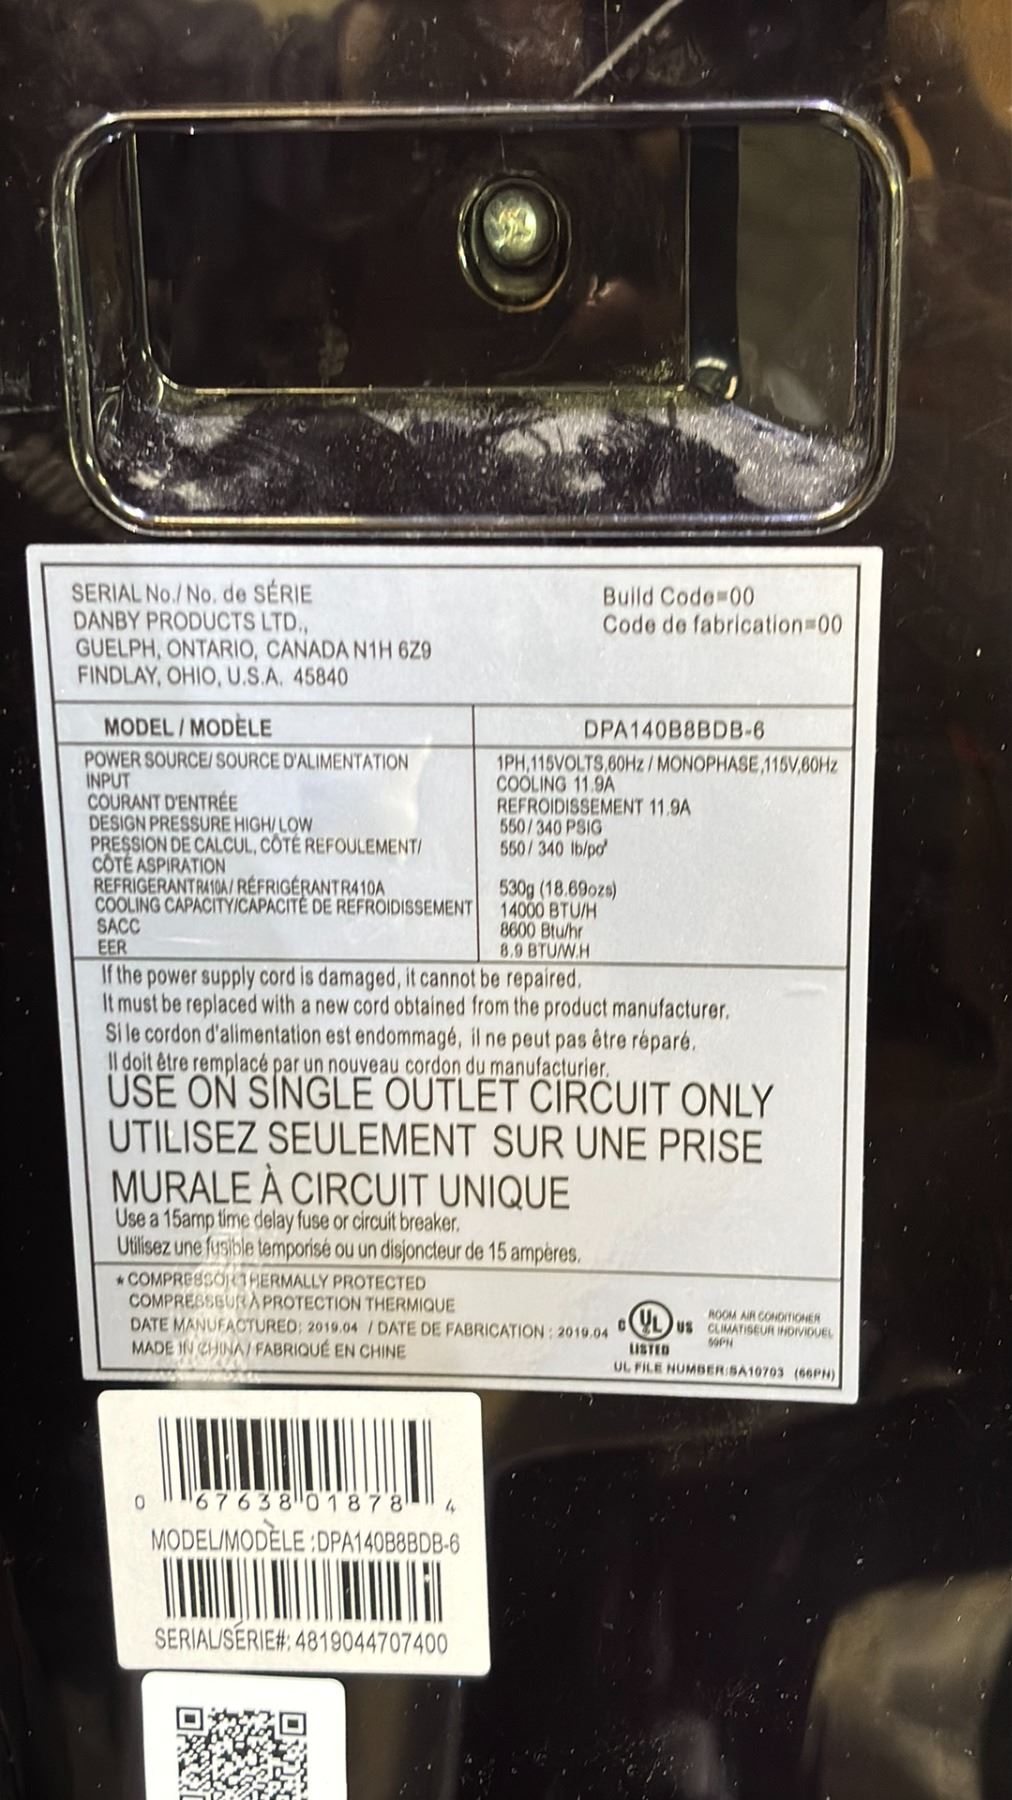 SERIAL No./ No. de SÉRIE
DANBY PRODUCTS LTD.,
GUELPH, ONTARIO, CANADA N1H 6Z9
FINDLAY, OHIO, U.S.A. 45840
Build Code=00
Code de fabrication=00
MODEL / MODÈLE DPA140B8BDB-6
POWER SOURCE/ SOURCE D'ALIMENTATION 1PH,115VOLTS,60Hz / MONOPHASE,115V,60Hz
INPUT COOLING 11.9A
COURANT D'ENTRÉE REFROIDISSEMENT 11.9A
DESIGN PRESSURE HIGH/ LOW 550/ 340 PSIG
PRESSION DE CALCUL, CÔTÉ REFOULEMENT/ 550/ 340 lb/po²
CÔTÉ ASPIRATION
REFRIGERANT R410A/ RÉFRIGÉRANT R410A 530g (18.69ozs)
COOLING CAPACITY/CAPACITÉ DE REFROIDISSEMENT 14000 BTU/H
SACC 8600 Btu/hr
EER 8.9 BTU/W.H
If the power supply cord is damaged, it cannot be repaired.
It must be replaced with a new cord obtained from the product manufacturer.
Si le cordon d'alimentation est endommagé, il ne peut pas être réparé.
Il doit être remplacé par un nouveau cordon du manufacturier.
USE ON SINGLE OUTLET CIRCUIT ONLY
UTILISEZ SEULEMENT SUR UNE PRISE
MURALE À CIRCUIT UNIQUE
Use a 15amp time delay fuse or circuit breaker.
Utilisez une fusible temporisé ou un disjoncteur de 15 ampères.
* COMPRESSOR THERMALLY PROTECTED
COMPRESSEUR À PROTECTION THERMIQUE
DATE MANUFACTURED: 2019.04 / DATE DE FABRICATION : 2019.04
MADE IN CHINA / FABRIQUÉ EN CHINE
C UL US
LISTED
ROOM AIR CONDITIONER
CLIMATISEUR INDIVIDUEL
59PN
UL FILE NUMBER:SA10703 (66PN)
0 67638 01878 4
MODEL/MODÈLE :DPA140B8BDB-6
SERIAL/SÉRIE#: 4819044707400